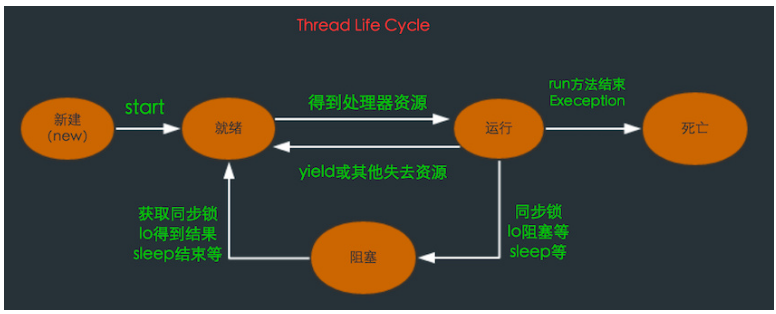 Thread Life Cycle
新建
(new)
start
就绪
得到处理器资源
运行
run方法结束
Exeception
死亡
yield或其他失去资源
获取同步锁
Io得到结果
sleep结束等
阻塞
同步锁
Io阻塞等
sleep等